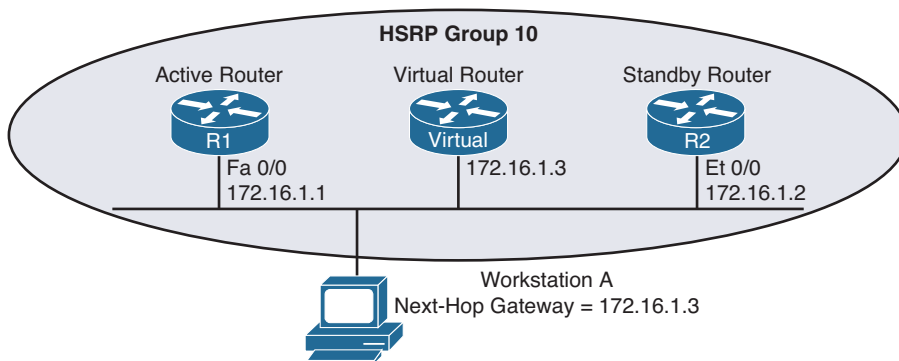 HSRP Group 10
Active Router
Virtual Router
Standby Router
R1
Virtual
R2
Fa 0/0
172.16.1.1
172.16.1.3
Et 0/0
172.16.1.2
Workstation A
Next-Hop Gateway = 172.16.1.3